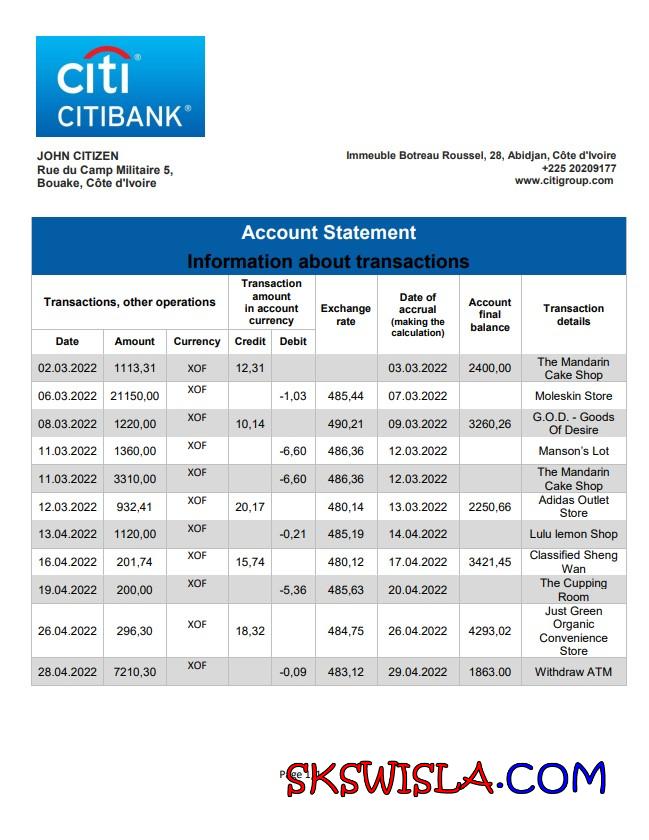 citi®
CITIBANK®
JOHN CITIZEN
Rue du Camp Militaire 5,
Bouake, Côte d'Ivoire
Immeuble Botreau Roussel, 28, Abidjan, Côte d'Ivoire
+225 20209177
www.citigroup.com
Account Statement
Information about transactions
Transactions, other operations
Transaction
amount
in account
currency
Exchange
rate
Date of
accrual
(making the
calculation)
Account
final
balance
Transaction
details
Date Amount Currency Credit Debit
02.03.2022 1113,31 XOF 12,31 03.03.2022 2400,00 The Mandarin
Cake Shop
06.03.2022 21150,00 XOF -1,03 485,44 07.03.2022 Moleskin Store
08.03.2022 1220,00 XOF 10,14 490,21 09.03.2022 3260,26 G.O.D. - Goods
Of Desire
11.03.2022 1360,00 XOF -6,60 486,36 12.03.2022 Manson's Lot
11.03.2022 3310,00 XOF -6,60 486,36 12.03.2022 The Mandarin
Cake Shop
12.03.2022 932,41 XOF 20,17 480,14 13.03.2022 2250,66 Adidas Outlet
Store
13.04.2022 1120,00 XOF -0,21 485,19 14.04.2022 Lulu lemon Shop
16.04.2022 201,74 XOF 15,74 480,12 17.04.2022 3421,45 Classified Sheng
Wan
19.04.2022 200,00 XOF -5,36 485,63 20.04.2022 The Cupping
Room
26.04.2022 296,30 XOF 18,32 484,75 26.04.2022 4293,02 Just Green
Organic
Convenience
Store
28.04.2022 7210,30 XOF -0,09 483,12 29.04.2022 1863.00 Withdraw ATM
Page 1
SKSWISLA.COM